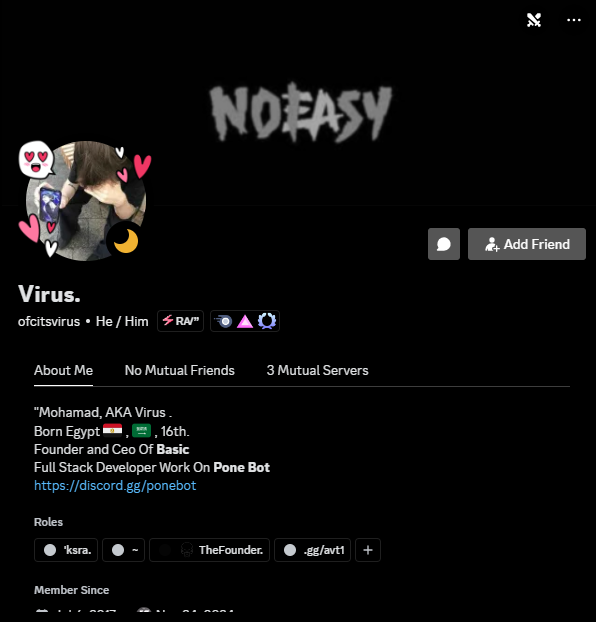 NOEASY
Add Friend
Virus.
ofcitsvirus • He / Him RA/"
About Me No Mutual Friends 3 Mutual Servers
"Mohamad, AKA Virus .
Born Egypt 🇪🇬 , 🇸🇦 , 16th.
Founder and Ceo Of Basic
Full Stack Developer Work On Pone Bot
https://discord.gg/ponebot
Roles
'ksra. ~ TheFounder. .gg/avt1 +
Member Since